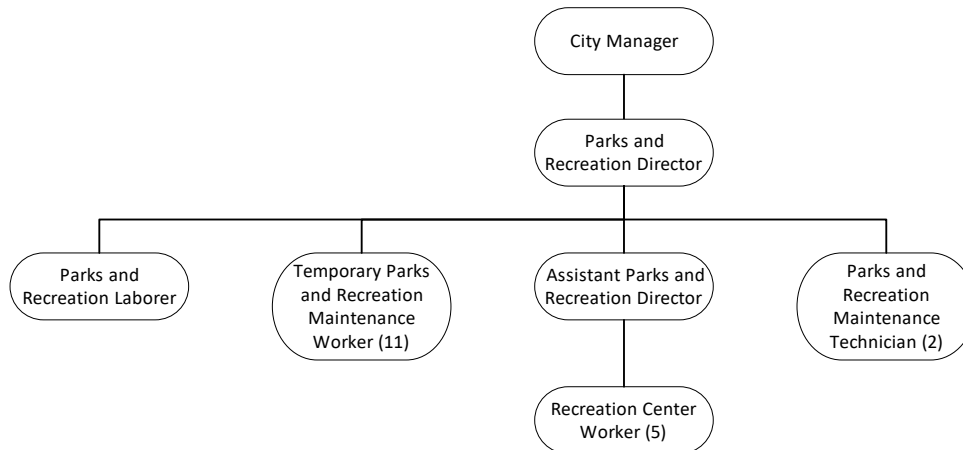 City Manager
Parks and
Recreation Director
Parks and
Recreation Laborer
Temporary Parks
and Recreation
Maintenance
Worker (11)
Assistant Parks and
Recreation Director
Parks and
Recreation
Maintenance
Technician (2)
Recreation Center
Worker (5)